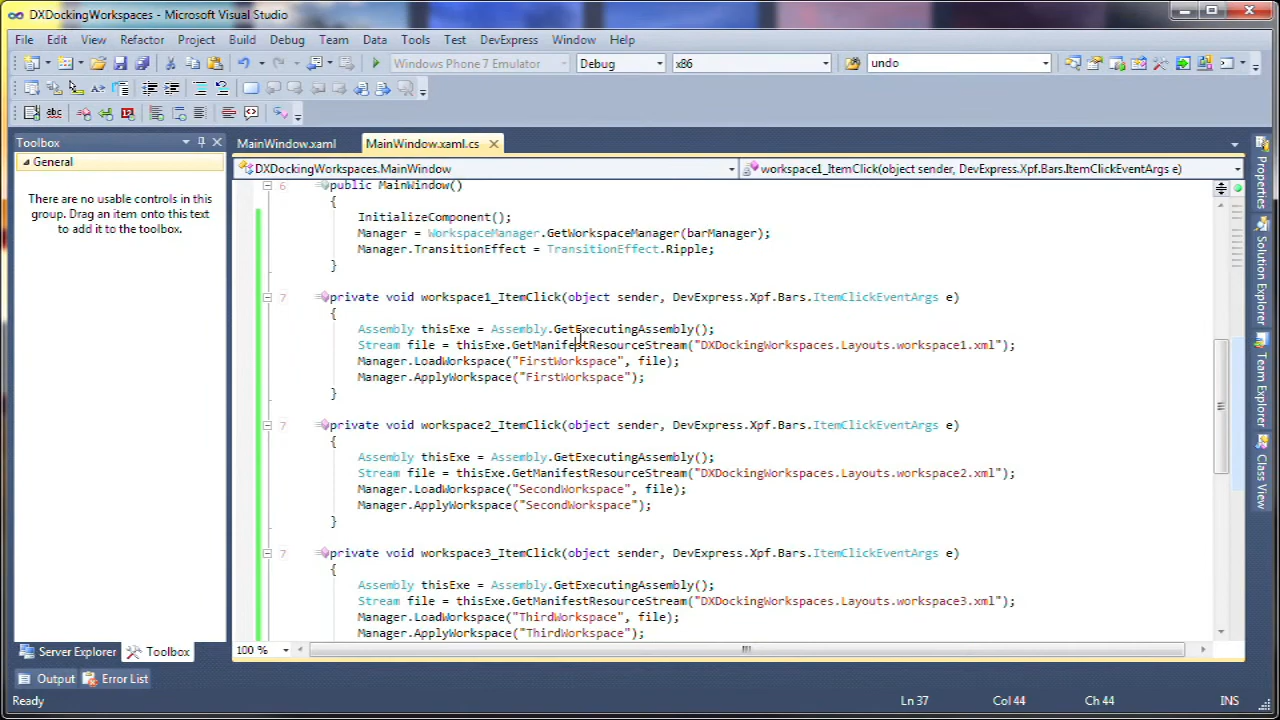 DXDockingWorkspaces - Microsoft Visual Studio
File Edit View Refactor Project Build Debug Team Data Tools Test DevExpress Window Help
Windows Phone 7 Emulator Debug x86 undo
Toolbox
General
There are no usable controls in this
group. Drag an item onto this text
to add it to the toolbox.
MainWindow.xaml MainWindow.xaml.cs
DXDockingWorkspaces.MainWindow workspace1_ItemClick(object sender, DevExpress.Xpf.Bars.ItemClickEventArgs e)
6 public MainWindow()
{
InitializeComponent();
Manager = WorkspaceManager.GetWorkspaceManager(barManager);
Manager.TransitionEffect = TransitionEffect.Ripple;
}
7 private void workspace1_ItemClick(object sender, DevExpress.Xpf.Bars.ItemClickEventArgs e)
{
Assembly thisExe = Assembly.GetExecutingAssembly();
Stream file = thisExe.GetManifestResourceStream("DXDockingWorkspaces.Layouts.workspace1.xml");
Manager.LoadWorkspace("FirstWorkspace", file);
Manager.ApplyWorkspace("FirstWorkspace");
}
7 private void workspace2_ItemClick(object sender, DevExpress.Xpf.Bars.ItemClickEventArgs e)
{
Assembly thisExe = Assembly.GetExecutingAssembly();
Stream file = thisExe.GetManifestResourceStream("DXDockingWorkspaces.Layouts.workspace2.xml");
Manager.LoadWorkspace("SecondWorkspace", file);
Manager.ApplyWorkspace("SecondWorkspace");
}
7 private void workspace3_ItemClick(object sender, DevExpress.Xpf.Bars.ItemClickEventArgs e)
{
Assembly thisExe = Assembly.GetExecutingAssembly();
Stream file = thisExe.GetManifestResourceStream("DXDockingWorkspaces.Layouts.workspace3.xml");
Manager.LoadWorkspace("ThirdWorkspace", file);
Manager.ApplyWorkspace("ThirdWorkspace");
Properties
Solution Explorer
Team Explorer
Class View
100 %
Server Explorer Toolbox
Output Error List
Ready Ln 37 Col 44 Ch 44 INS